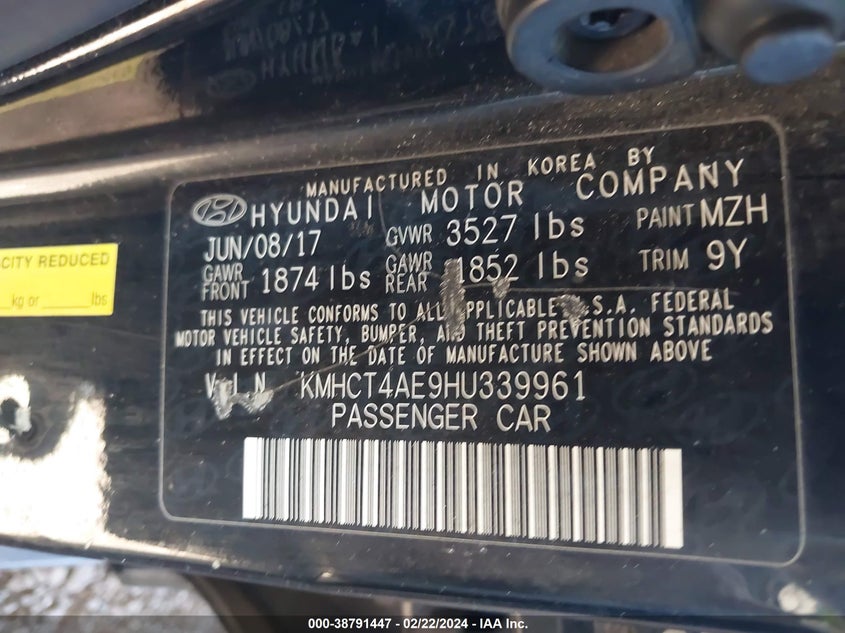 MANUFACTURED IN KOREA BY
HYUNDAI MOTOR COMPANY
JUN/08/17 GVWR 3527 lbs PAINT MZH
GAWR FRONT 1874 lbs GAWR REAR 1852 lbs TRIM 9Y
THIS VEHICLE CONFORMS TO ALL APPLICABLE U.S.A. FEDERAL
MOTOR VEHICLE SAFETY, BUMPER, AND THEFT PREVENTION STANDARDS
IN EFFECT ON THE DATE OF MANUFACTURE SHOWN ABOVE
V I N KMHCT4AE9HU339961
PASSENGER CAR
CITY REDUCED
kg or lbs
000-38791447 - 02/22/2024 - IAA Inc.